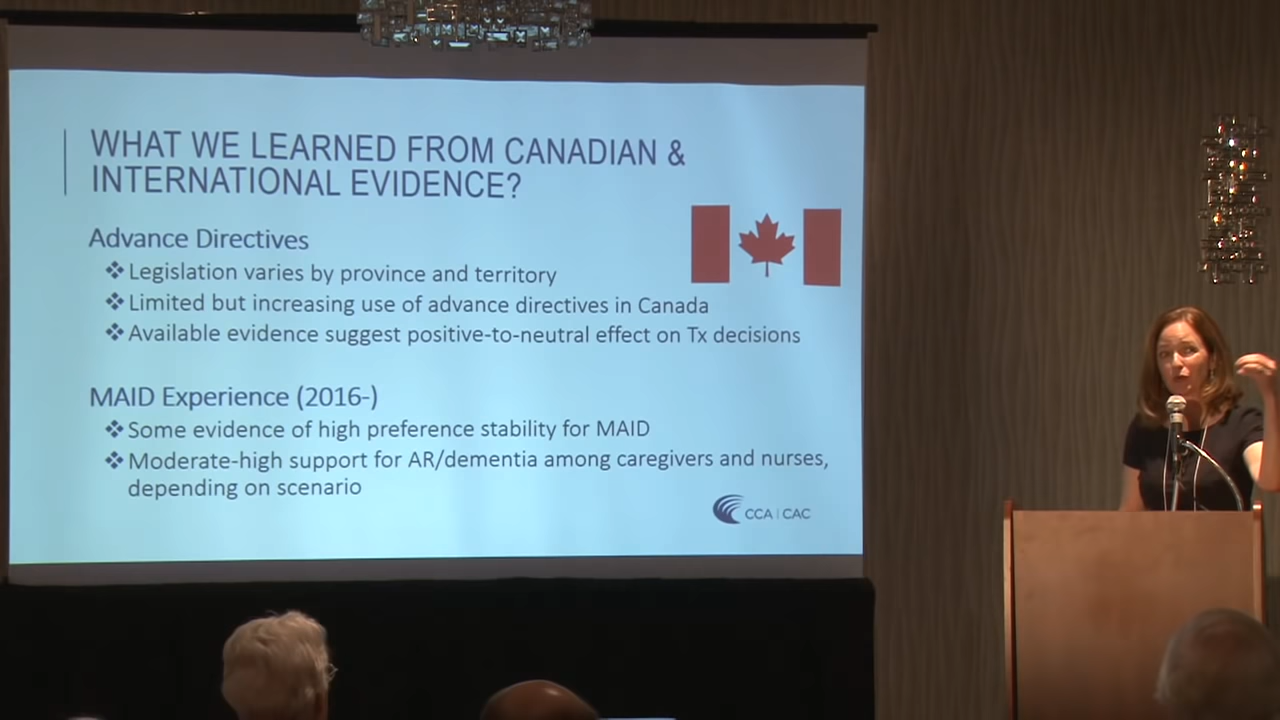 WHAT WE LEARNED FROM CANADIAN &
INTERNATIONAL EVIDENCE?
Advance Directives
❖ Legislation varies by province and territory
❖ Limited but increasing use of advance directives in Canada
❖ Available evidence suggest positive-to-neutral effect on Tx decisions
MAID Experience (2016-)
❖ Some evidence of high preference stability for MAID
❖ Moderate-high support for AR/dementia among caregivers and nurses,
depending on scenario
CCA | CAC